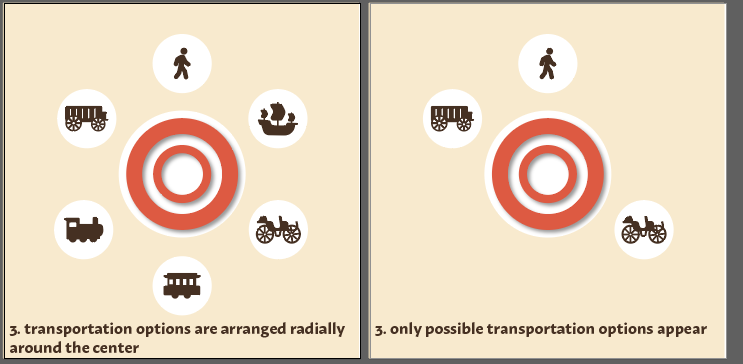 3. transportation options are arranged radially
around the center
3. only possible transportation options appear